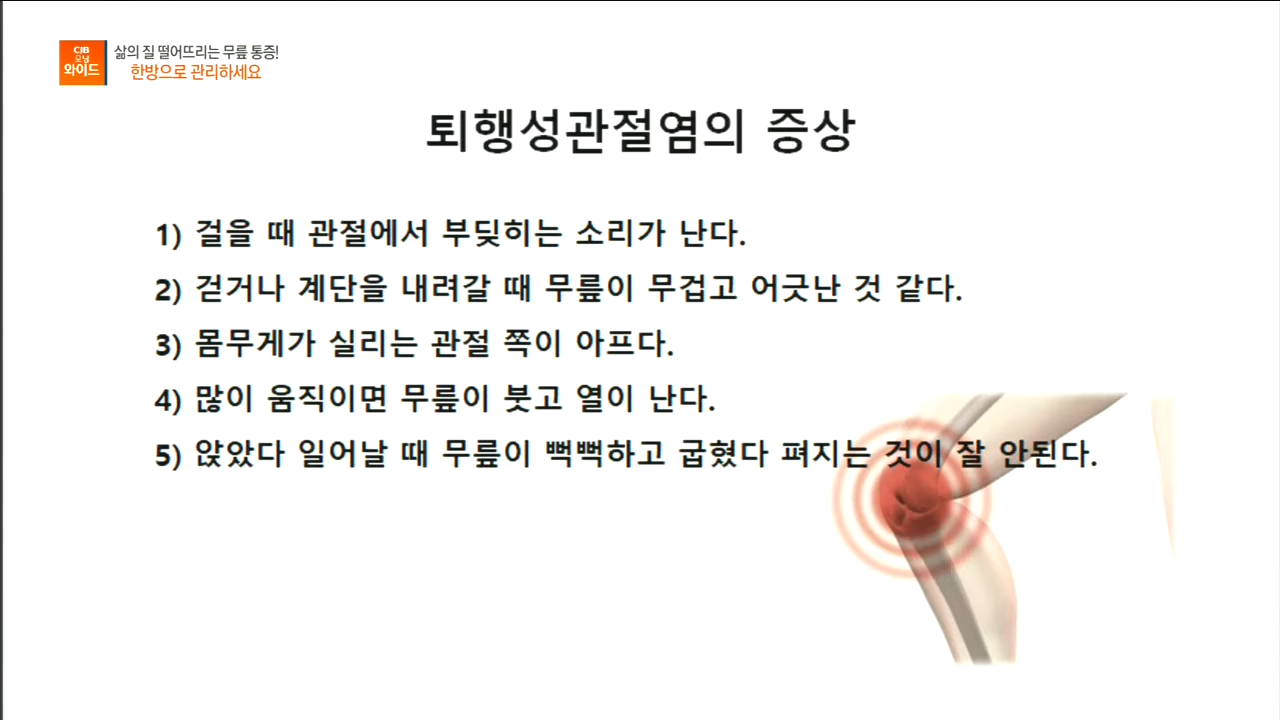 CJB
모닝
와이드
삶의 질 떨어뜨리는 무릎 통증!
한방으로 관리하세요
퇴행성관절염의 증상
1) 걸을 때 관절에서 부딪히는 소리가 난다.
2) 걷거나 계단을 내려갈 때 무릎이 무겁고 어긋난 것 같다.
3) 몸무게가 실리는 관절 쪽이 아프다.
4) 많이 움직이면 무릎이 붓고 열이 난다.
5) 앉았다 일어날 때 무릎이 뻑뻑하고 굽혔다 펴지는 것이 잘 안된다.